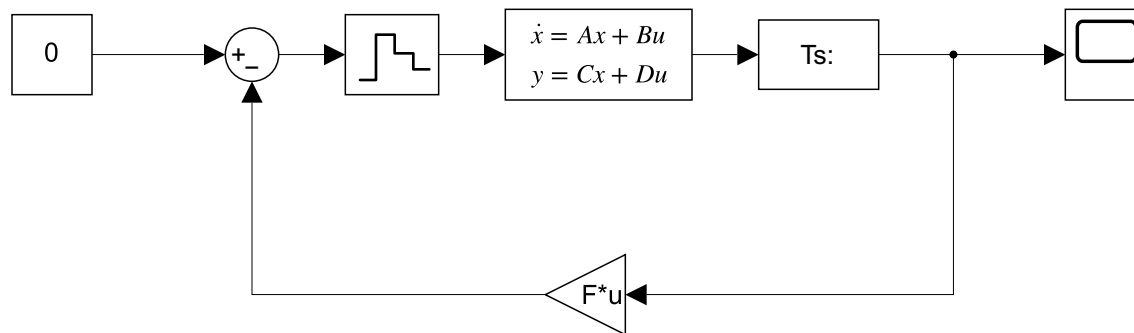 0
+
−
ẋ = Ax + Bu
y = Cx + Du
Ts:
F*u